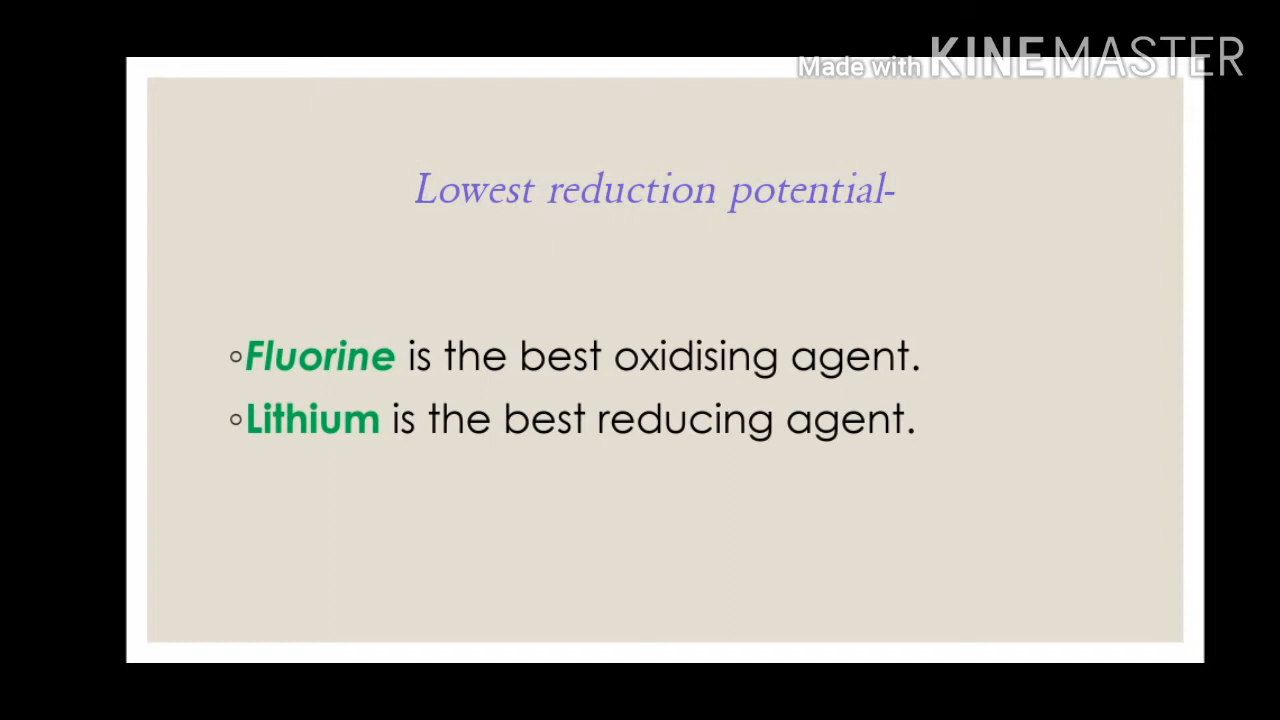 Made with KINEMASTER
Lowest reduction potential-
◦Fluorine is the best oxidising agent.
◦Lithium is the best reducing agent.